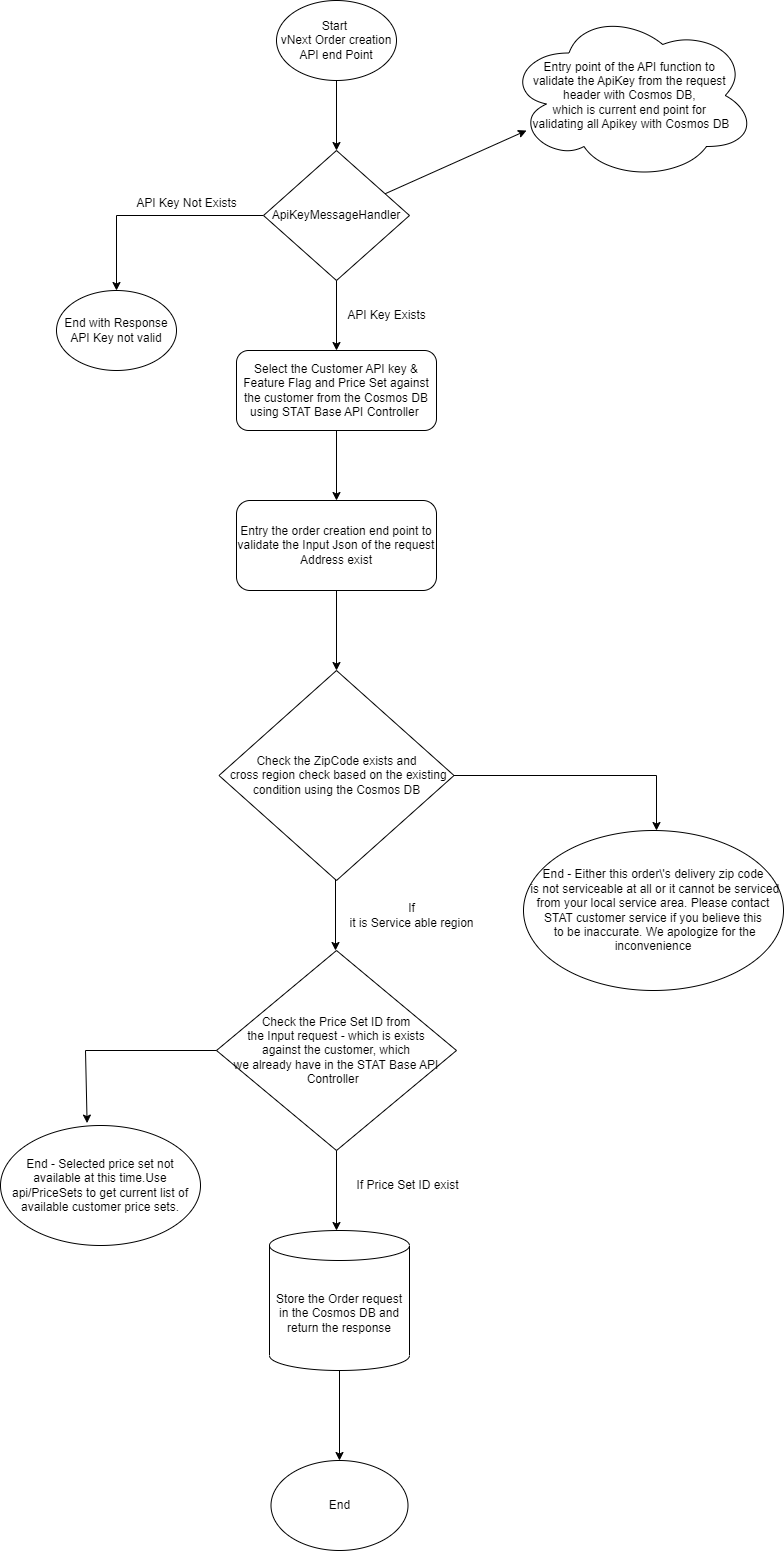 Start
vNext Order creation
API end Point
Entry point of the API function to
validate the ApiKey from the request
header with Cosmos DB,
which is current end point for
validating all Apikey with Cosmos DB
API Key Not Exists
ApiKeyMessageHandler
End with Response
API Key not valid
API Key Exists
Select the Customer API key &
Feature Flag and Price Set against
the customer from the Cosmos DB
using STAT Base API Controller
Entry the order creation end point to
validate the Input Json of the request
Address exist
Check the ZipCode exists and
cross region check based on the existing
condition using the Cosmos DB
End - Either this order\'s delivery zip code
is not serviceable at all or it cannot be serviced
from your local service area. Please contact
STAT customer service if you believe this
to be inaccurate. We apologize for the
inconvenience
If
it is Service able region
Check the Price Set ID from
the Input request - which is exists
against the customer, which
we already have in the STAT Base API
Controller
End - Selected price set not
available at this time.Use
api/PriceSets to get current list of
available customer price sets.
If Price Set ID exist
Store the Order request
in the Cosmos DB and
return the response
End